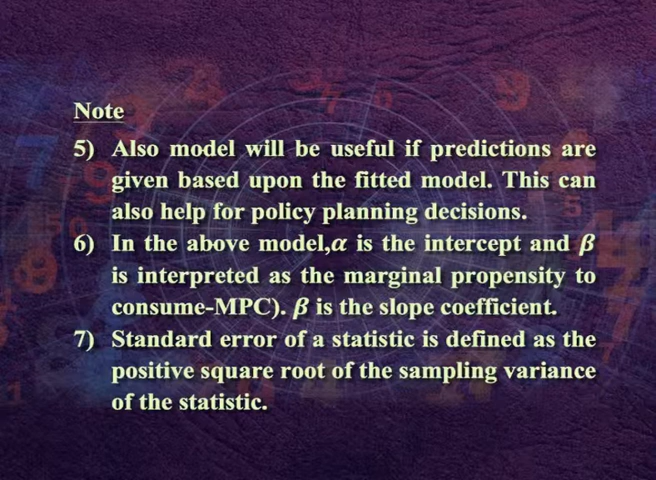 Note
5) Also model will be useful if predictions are
given based upon the fitted model. This can
also help for policy planning decisions.
6) In the above model,α is the intercept and β
is interpreted as the marginal propensity to
consume-MPC). β is the slope coefficient.
7) Standard error of a statistic is defined as the
positive square root of the sampling variance
of the statistic.